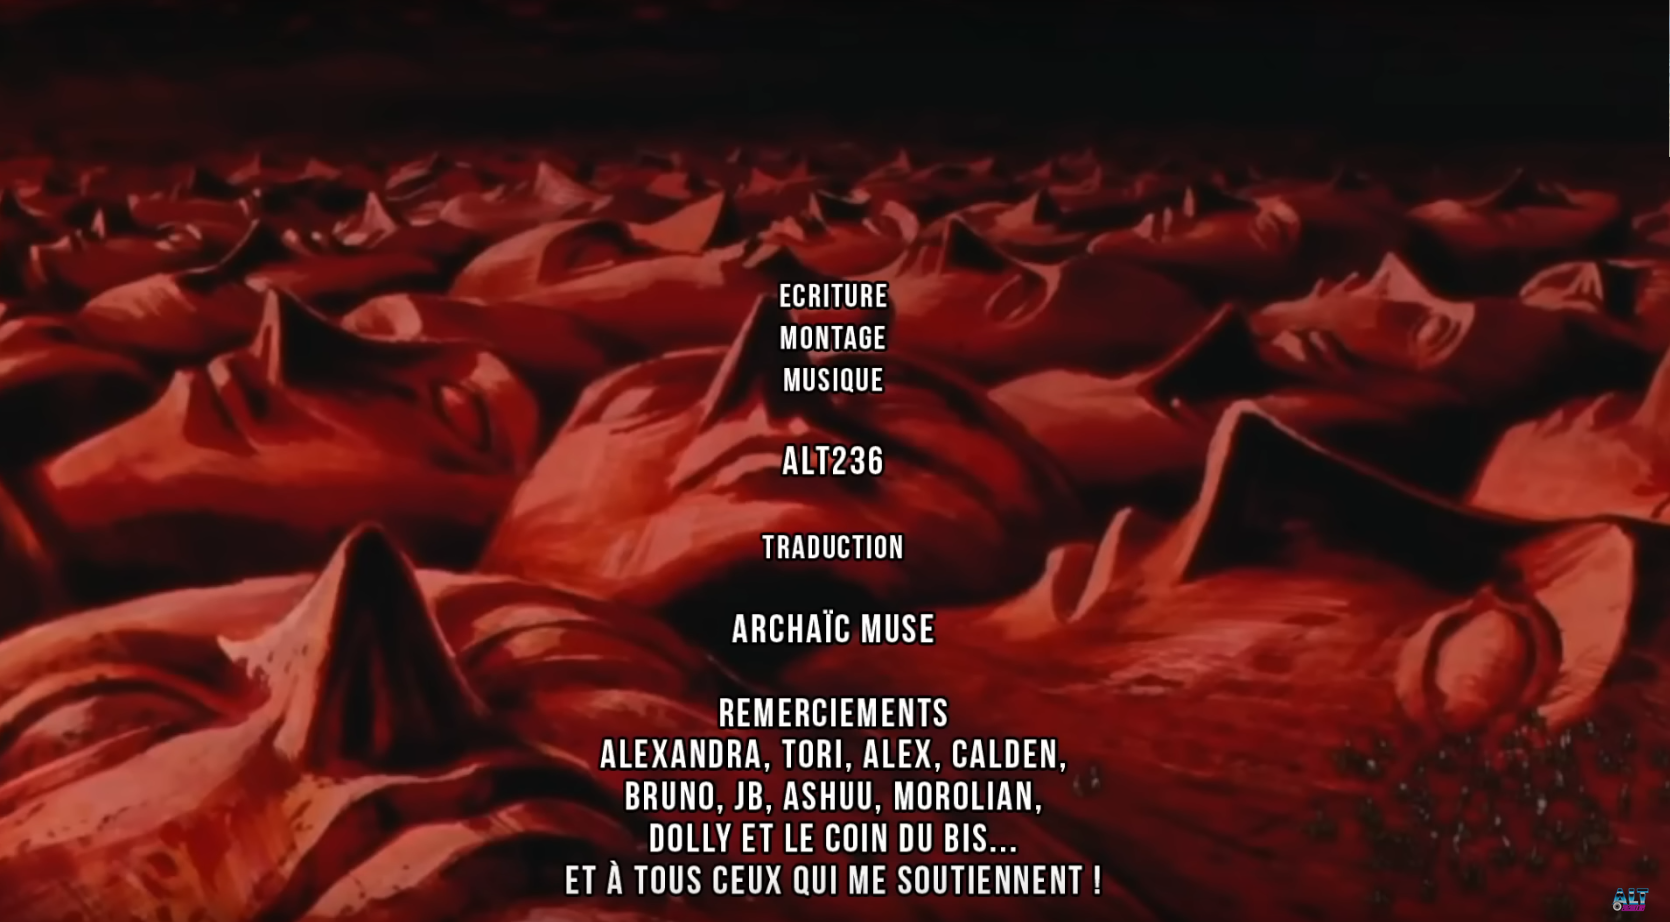 ECRITURE
MONTAGE
MUSIQUE
ALT236
TRADUCTION
ARCHAÏC MUSE
REMERCIEMENTS
ALEXANDRA, TORI, ALEX, CALDEN,
BRUNO, JB, ASHUU, MOROLIAN,
DOLLY ET LE COIN DU BIS...
ET À TOUS CEUX QUI ME SOUTIENNENT !
ALT